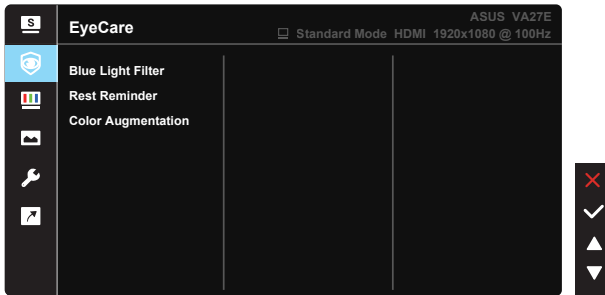 S
EyeCare
ASUS VA27E
Standard Mode HDMI 1920x1080 @ 100Hz
Blue Light Filter
Rest Reminder
Color Augmentation